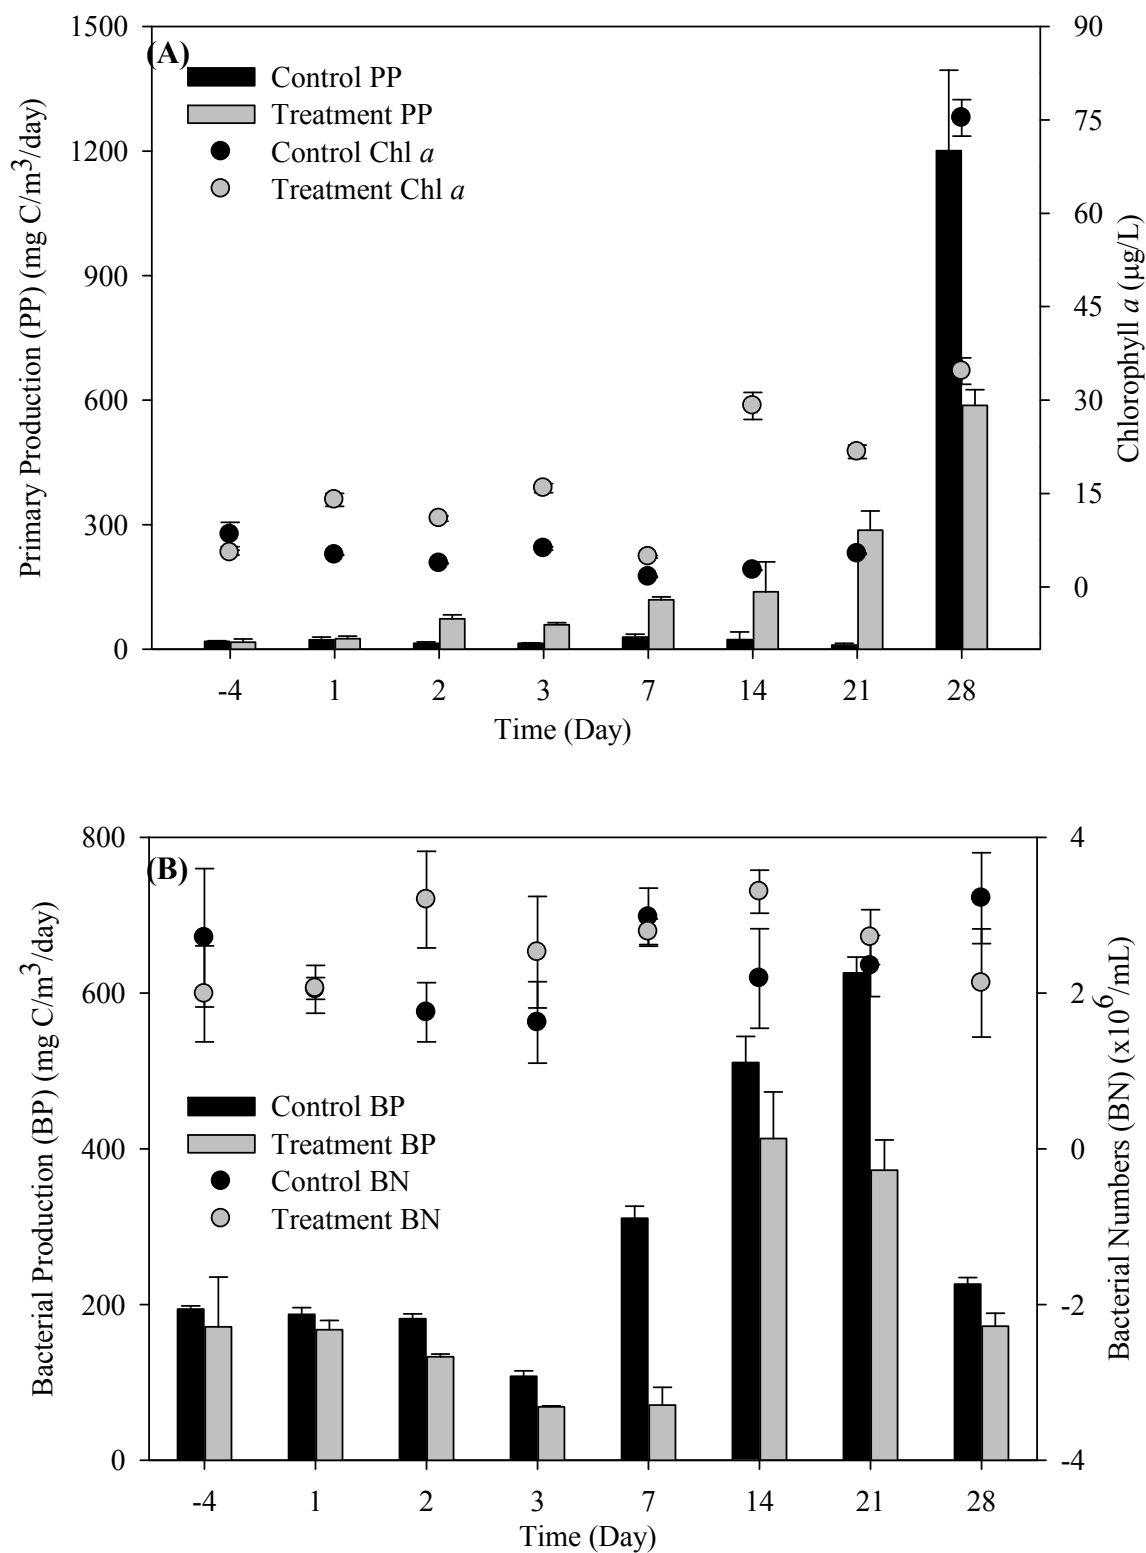 (A)
Control PP
Treatment PP
Control Chl a
Treatment Chl a
Primary Production (PP) (mg C/m³/day)
1500
1200
900
600
300
0
Chlorophyll a (µg/L)
90
75
60
45
30
15
0
-4 1 2 3 7 14 21 28
Time (Day)
(B)
Control BP
Treatment BP
Control BN
Treatment BN
Bacterial Production (BP) (mg C/m³/day)
800
600
400
200
0
Bacterial Numbers (BN) (x10⁶/mL)
4
2
0
-2
-4
-4 1 2 3 7 14 21 28
Time (Day)